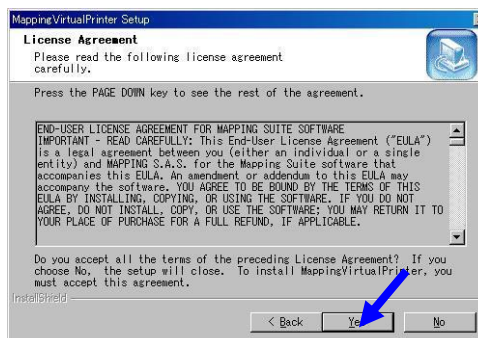 MappingVirtualPrinter Setup
License Agreement
Please read the following license agreement
carefully.
Press the PAGE DOWN key to see the rest of the agreement.
END-USER LICENSE AGREEMENT FOR MAPPING SUITE SOFTWARE
IMPORTANT - READ CAREFULLY: This End-User License Agreement ("EULA")
is a legal agreement between you (either an individual or a single
entity) and MAPPING S.A.S. for the Mapping Suite software that
accompanies this EULA. An amendment or addendum to this EULA may
accompany the software. YOU AGREE TO BE BOUND BY THE TERMS OF THIS
EULA BY INSTALLING, COPYING, OR USING THE SOFTWARE. IF YOU DO NOT
AGREE, DO NOT INSTALL, COPY, OR USE THE SOFTWARE; YOU MAY RETURN IT TO
YOUR PLACE OF PURCHASE FOR A FULL REFUND, IF APPLICABLE.
Do you accept all the terms of the preceding License Agreement? If you
choose No, the setup will close. To install MappingVirtualPrinter, you
must accept this agreement.
InstallShield
< Back Yes No